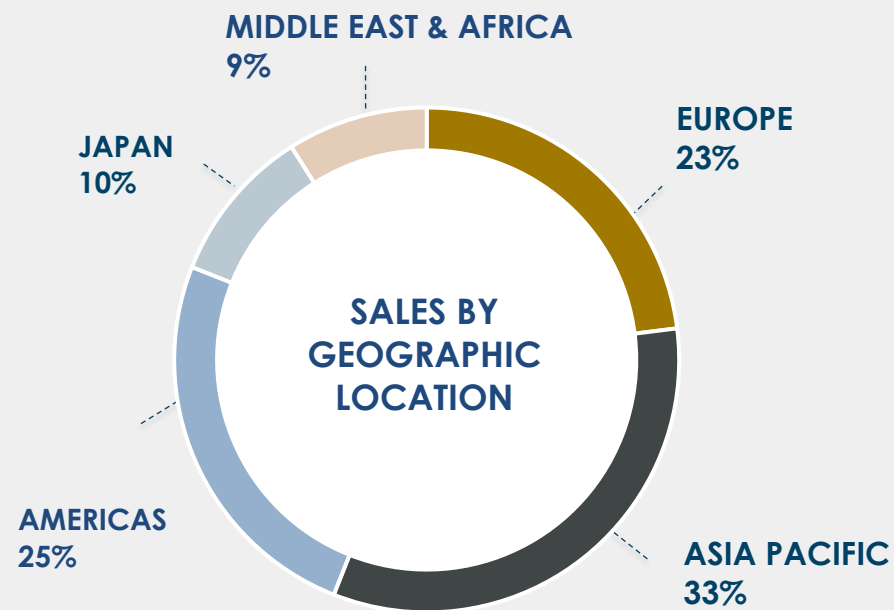 MIDDLE EAST & AFRICA
9%
EUROPE
23%
JAPAN
10%
SALES BY
GEOGRAPHIC
LOCATION
AMERICAS
25%
ASIA PACIFIC
33%